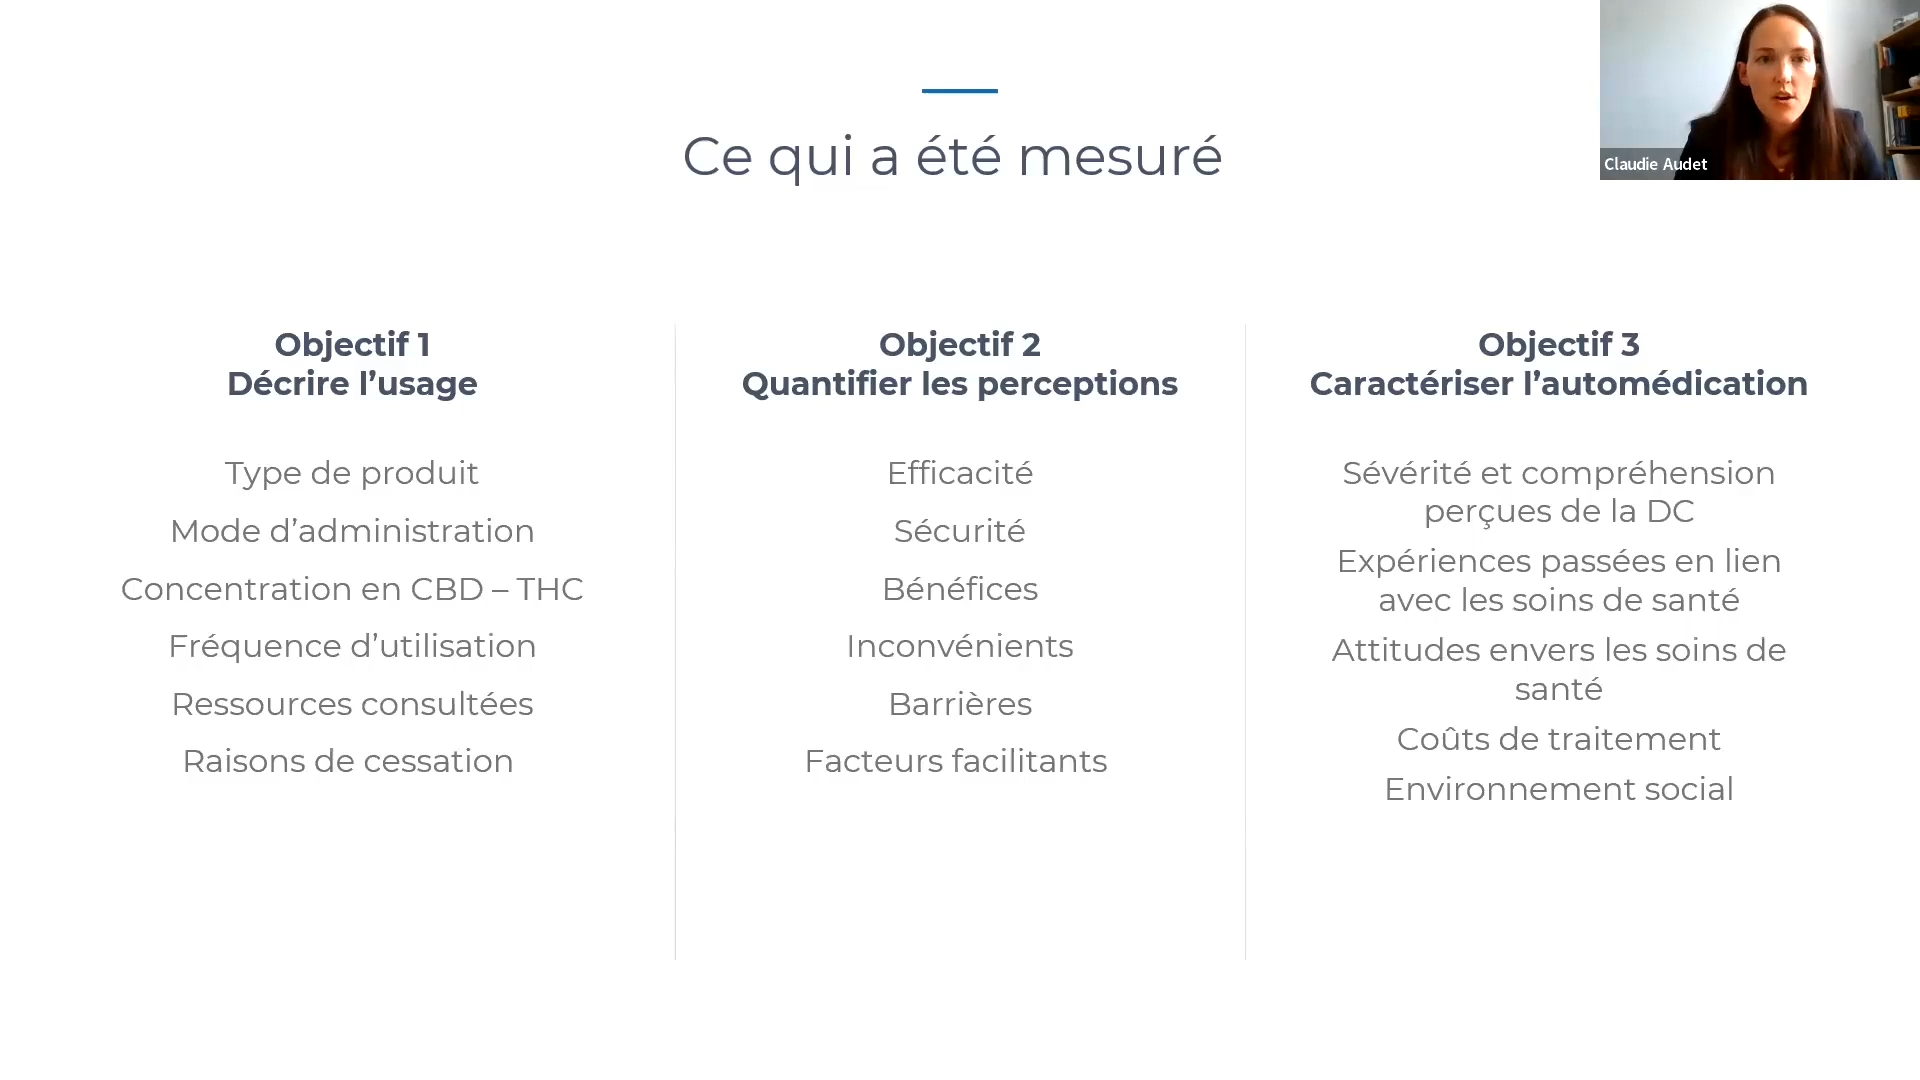 Ce qui a été mesuré
Claudie Audet
Objectif 1
Décrire l’usage
Type de produit
Mode d’administration
Concentration en CBD – THC
Fréquence d’utilisation
Ressources consultées
Raisons de cessation
Objectif 2
Quantifier les perceptions
Efficacité
Sécurité
Bénéfices
Inconvénients
Barrières
Facteurs facilitants
Objectif 3
Caractériser l’automédication
Sévérité et compréhension
perçues de la DC
Expériences passées en lien
avec les soins de santé
Attitudes envers les soins de
santé
Coûts de traitement
Environnement social